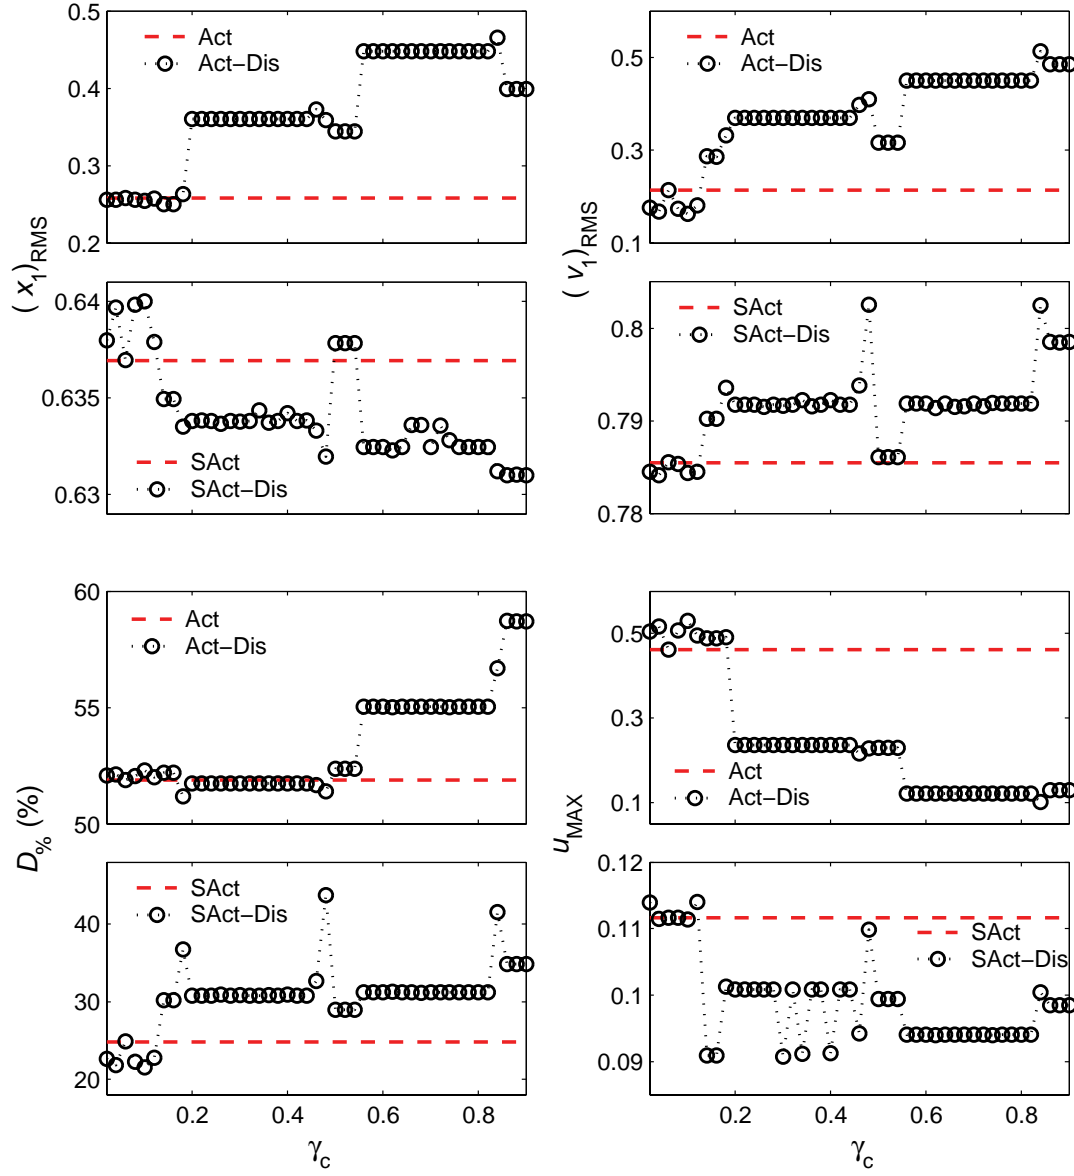 ( x1)RMS
0.5
0.4
0.3
0.2
Act
Act−Dis
( v1)RMS
0.5
0.3
0.1
Act
Act−Dis
0.64
0.635
0.63
SAct
SAct−Dis
0.8
0.79
0.78
SAct
SAct−Dis
D% (%)
60
55
50
Act
Act−Dis
uMAX
0.5
0.3
0.1
Act
Act−Dis
40
30
20
SAct
SAct−Dis
0.2 0.4 0.6 0.8
γc
0.12
0.11
0.1
0.09
SAct
SAct−Dis
0.2 0.4 0.6 0.8
γc